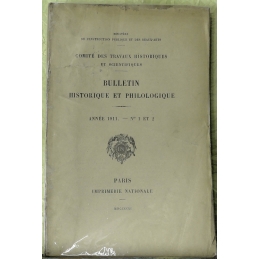 MINISTÈRE
DE L'INSTRUCTION PUBLIQUE ET DES BEAUX-ARTS
COMITÉ DES TRAVAUX HISTORIQUES
ET SCIENTIFIQUES
BULLETIN
HISTORIQUE ET PHILOLOGIQUE
ANNÉE 1911. — Nos 1 ET 2
PARIS
IMPRIMERIE NATIONALE